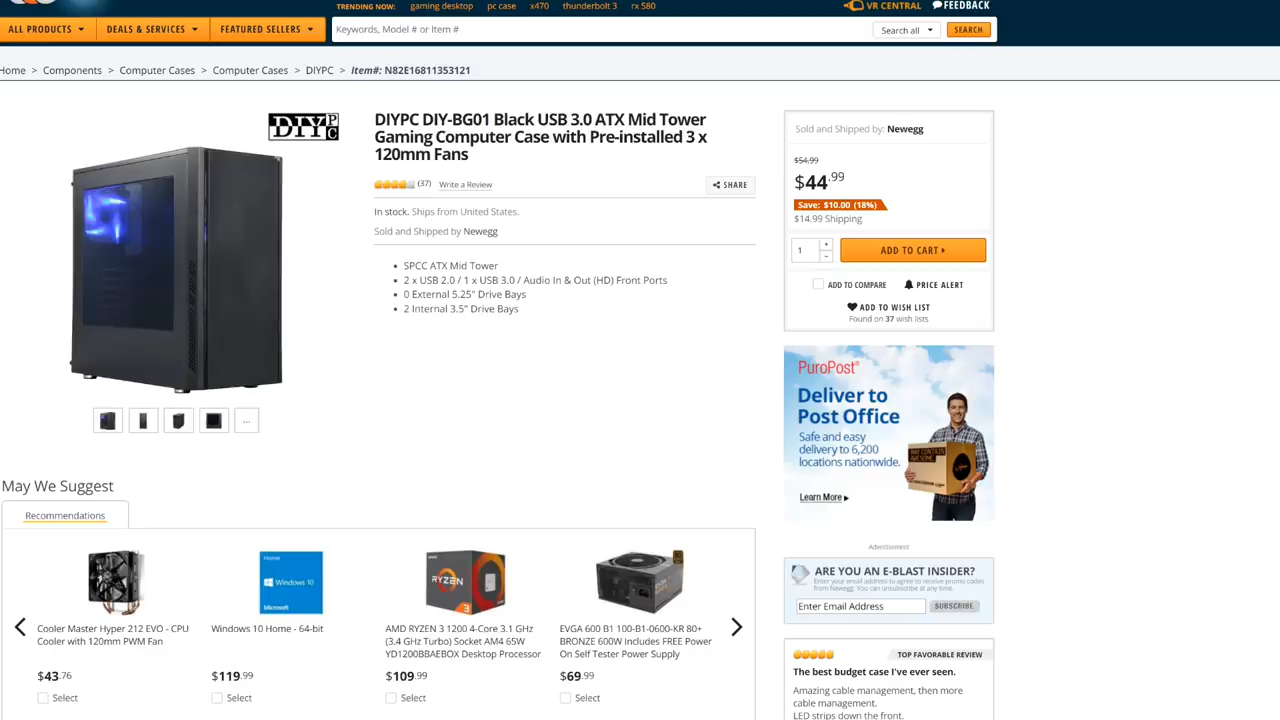 TRENDING NOW: gaming desktop pc case x470 thunderbolt 3 rx 580
VR CENTRAL FEEDBACK
ALL PRODUCTS DEALS & SERVICES FEATURED SELLERS
Keywords, Model # or Item #
Search all
SEARCH
Home > Components > Computer Cases > Computer Cases > DIYPC > Item#: N82E16811353121
DIYPC
DIYPC DIY-BG01 Black USB 3.0 ATX Mid Tower
Gaming Computer Case with Pre-installed 3 x
120mm Fans
(37) Write a Review
SHARE
In stock. Ships from United States.
Sold and Shipped by Newegg
• SPCC ATX Mid Tower
• 2 x USB 2.0 / 1 x USB 3.0 / Audio In & Out (HD) Front Ports
• 0 External 5.25" Drive Bays
• 2 Internal 3.5" Drive Bays
...
Sold and Shipped by: Newegg
$54.99
$44.99
Save: $10.00 (18%)
$14.99 Shipping
1
+
-
ADD TO CART
ADD TO COMPARE
PRICE ALERT
ADD TO WISH LIST
Found on 37 wish lists
PuroPost®
Deliver to
Post Office
Safe and easy
delivery to 6,200
locations nationwide.
MAY CONTAIN
AWESOME
Learn More
Advertisement
ARE YOU AN E-BLAST INSIDER?
Enter your email address to agree to receive promo codes
from Newegg. You can unsubscribe at any time.
Enter Email Address
SUBSCRIBE
TOP FAVORABLE REVIEW
The best budget case I've ever seen.
Amazing cable management, then more
cable management.
LED strips down the front.
May We Suggest
Recommendations
RYZEN
3
Home
Windows 10
Microsoft
Cooler Master Hyper 212 EVO - CPU
Cooler with 120mm PWM Fan
$43.76
Select
Windows 10 Home - 64-bit
$119.99
Select
AMD RYZEN 3 1200 4-Core 3.1 GHz
(3.4 GHz Turbo) Socket AM4 65W
YD1200BBAEBOX Desktop Processor
$109.99
Select
EVGA 600 B1 100-B1-0600-KR 80+
BRONZE 600W Includes FREE Power
On Self Tester Power Supply
$69.99
Select